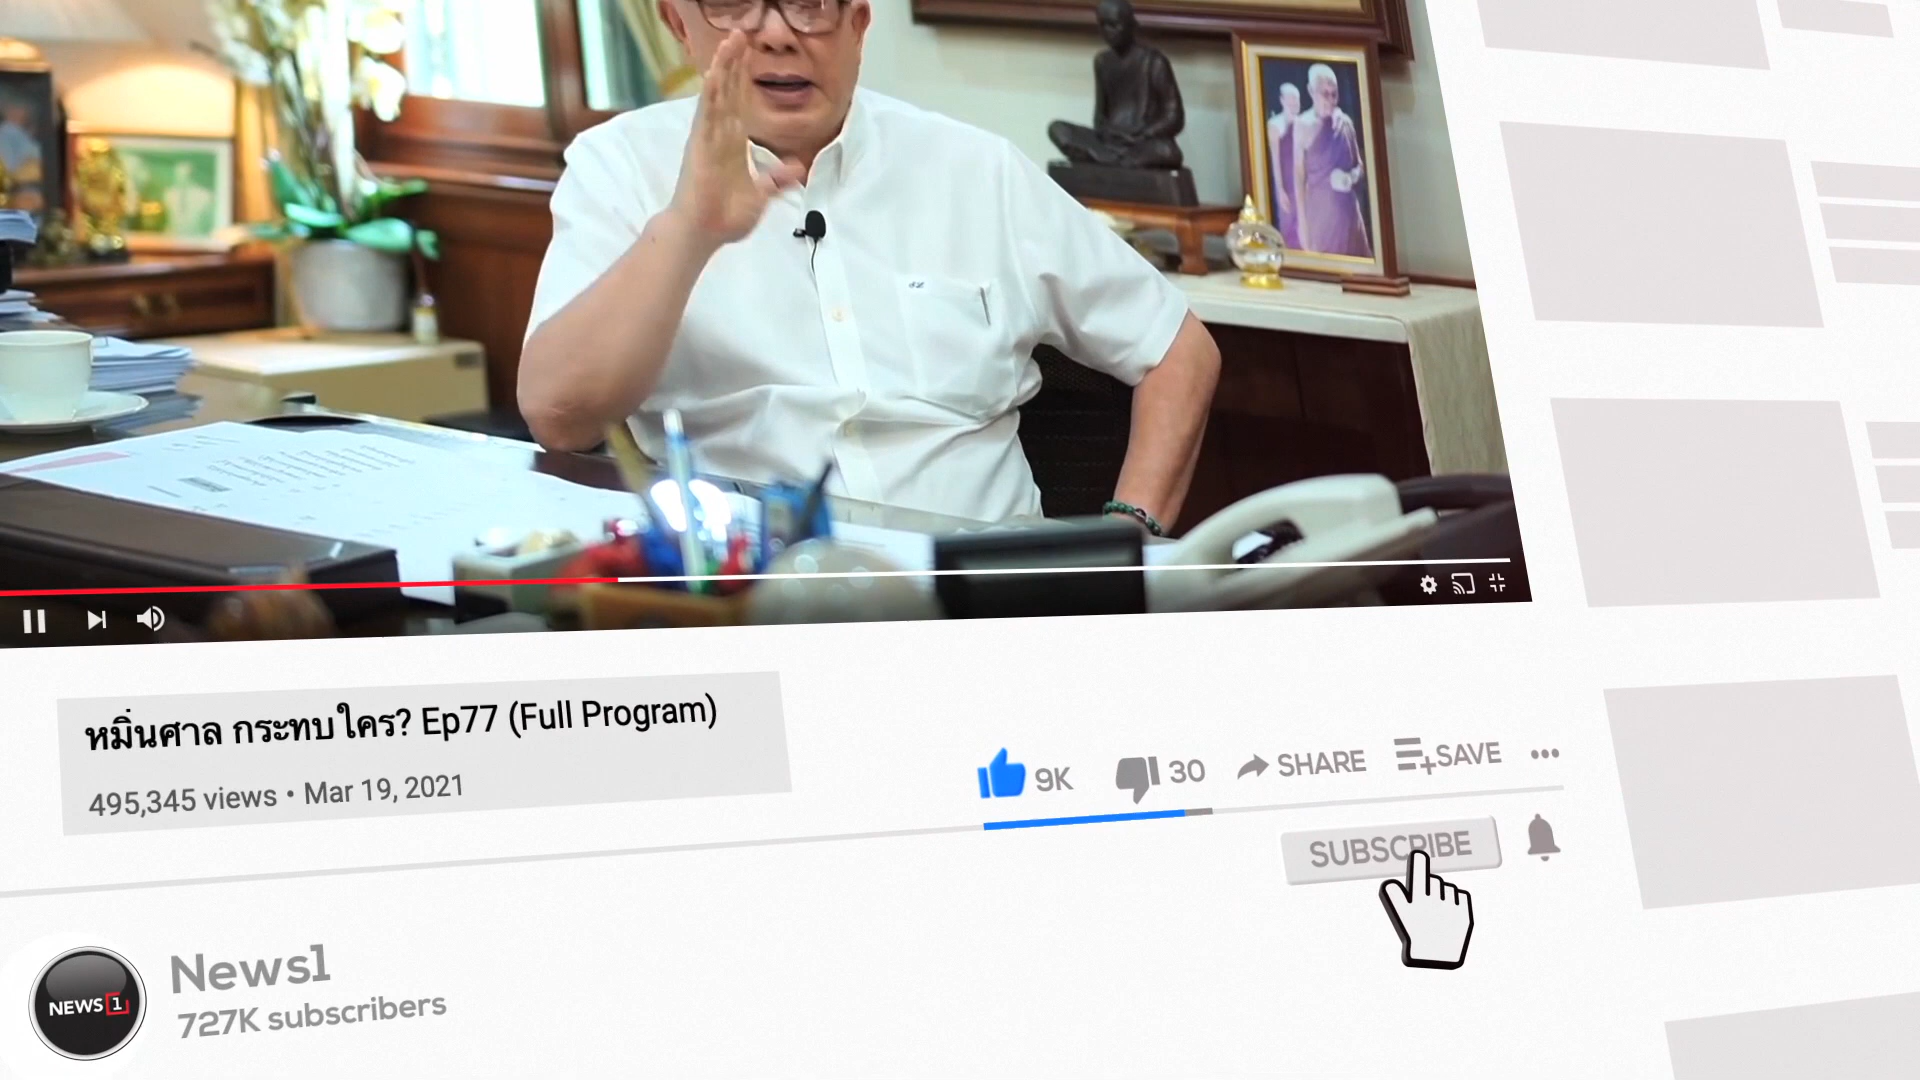 หมิ่นศาล กระทบใคร? Ep77 (Full Program)
495,345 views • Mar 19, 2021
9K
30
SHARE
SAVE
SUBSCRIBE
News1
727K subscribers
NEWS 1